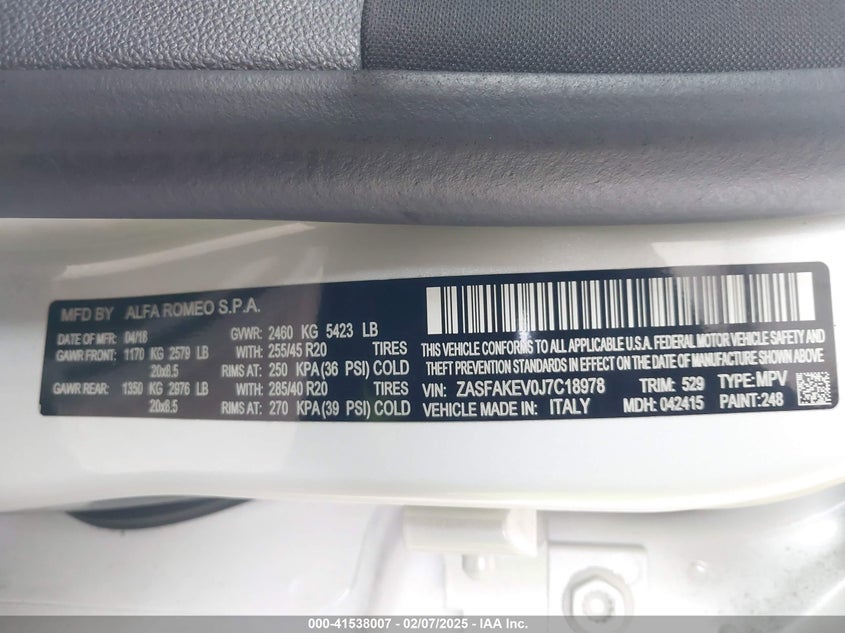 MFD BY ALFA ROMEO S.P.A.
DATE OF MFR: 04/18 GVWR: 2460 KG 5423 LB
GAWR FRONT: 1170 KG 2579 LB WITH: 255/45 R20 TIRES
20x8.5 RIMS AT: 250 KPA (36 PSI) COLD
GAWR REAR: 1350 KG 2976 LB WITH: 285/40 R20 TIRES
20x8.5 RIMS AT: 270 KPA (39 PSI) COLD
THIS VEHICLE CONFORMS TO ALL APPLICABLE U.S.A. FEDERAL MOTOR VEHICLE SAFETY AND
THEFT PREVENTION STANDARDS IN EFFECT ON THE DATE OF MANUFACTURE SHOWN ABOVE.
VIN: ZASFAKEV0J7C18978 TRIM: 529 TYPE: MPV
VEHICLE MADE IN: ITALY MDH: 042415 PAINT: 248
000-41538007 — 02/07/2025 — IAA Inc.